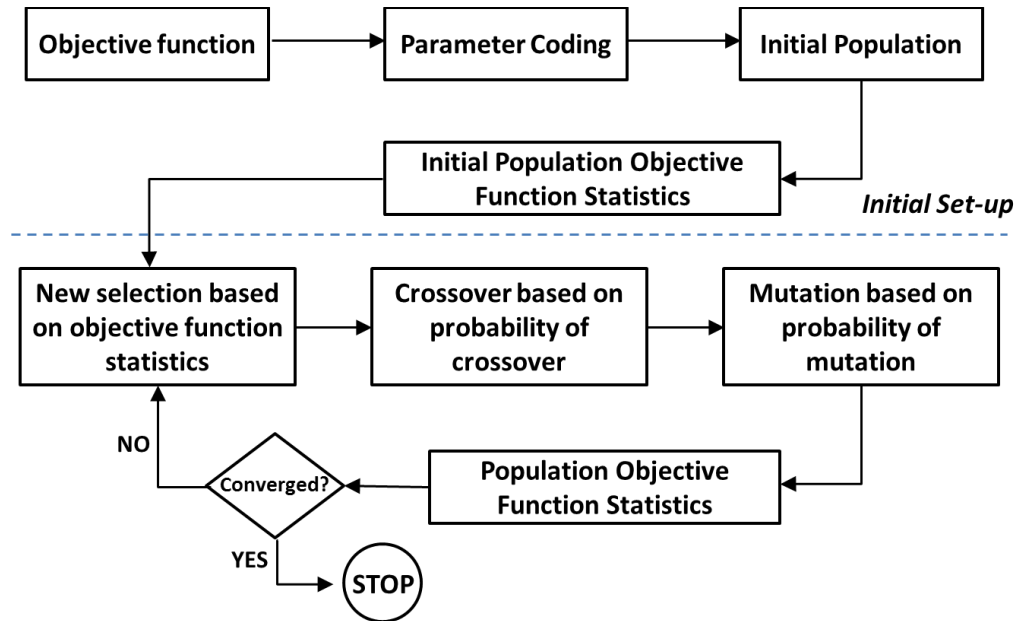 Objective function
Parameter Coding
Initial Population
Initial Population Objective
Function Statistics
Initial Set-up
New selection based
on objective function
statistics
Crossover based on
probability of
crossover
Mutation based on
probability of
mutation
NO
Converged?
Population Objective
Function Statistics
YES
STOP